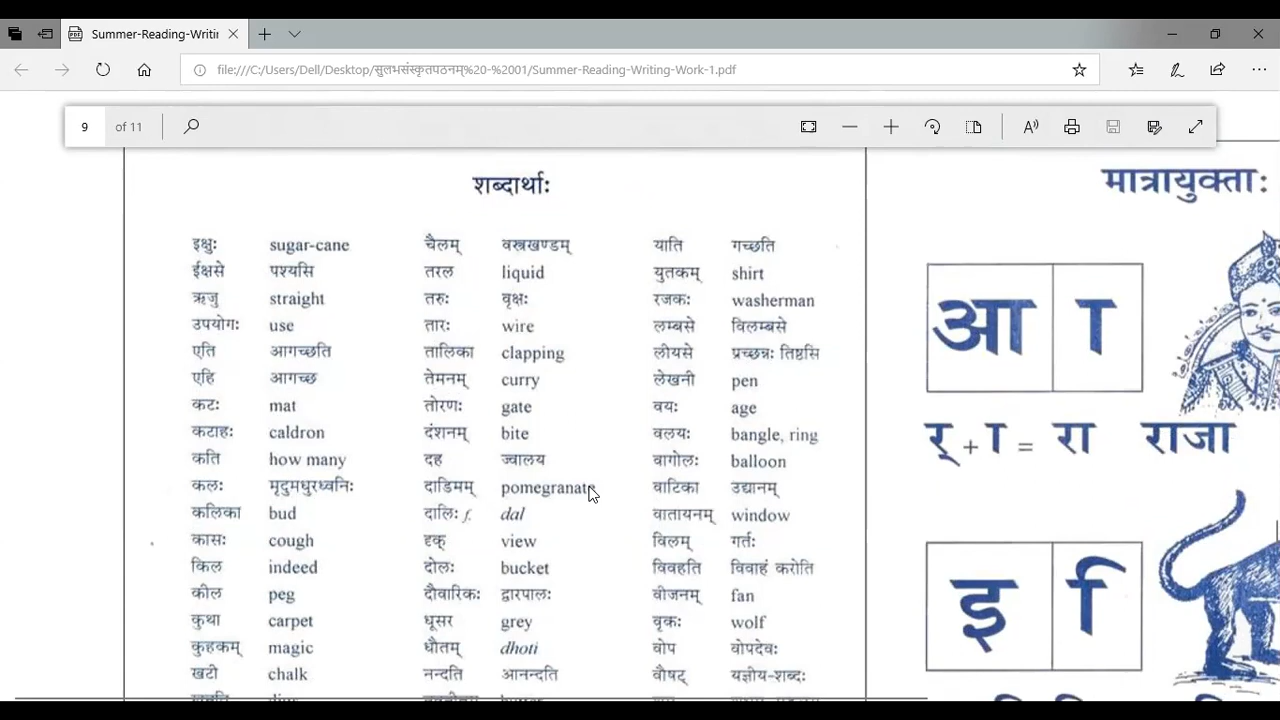 Summer-Reading-Writin
file:///C:/Users/Dell/Desktop/सुलभसंस्कृतपठनम्%20-%2001/Summer-Reading-Writing-Work-1.pdf
9 of 11
शब्दार्थाः
इक्षुः sugar-cane चैलम् वस्त्रखण्डम् याति गच्छति
ईक्षसे पश्यसि तरल liquid युतकम् shirt
ऋजु straight तरुः वृक्षः रजकः washerman
उपयोगः use तारः wire लम्बसे विलम्बसे
एति आगच्छति तालिका clapping लीयसे प्रच्छन्नः तिष्ठसि
एहि आगच्छ तेमनम् curry लेखनी pen
कटः mat तोरणः gate वयः age
कटाहः caldron दंशनम् bite वलयः bangle, ring
कति how many दह ज्वालय वागोलः balloon
कलः मृदुमधुरध्वनिः दाडिमम् pomegranate वाटिका उद्यानम्
कलिका bud दालिः f. dal वातायनम् window
कासः cough दृक् view विलम् गर्तः
किल indeed दोलः bucket विवहति विवाहं करोति
कील peg दौवारिकः द्वारपालः वीजनम् fan
कुथा carpet धूसर grey वृकः wolf
कुहकम् magic धौतम् dhoti वोप वोपदेवः
खटी chalk नन्दति आनन्दति वौषट् यज्ञीय-शब्दः
मात्रायुक्ताः
आ ा
र् + ा = रा राजा
इ ि